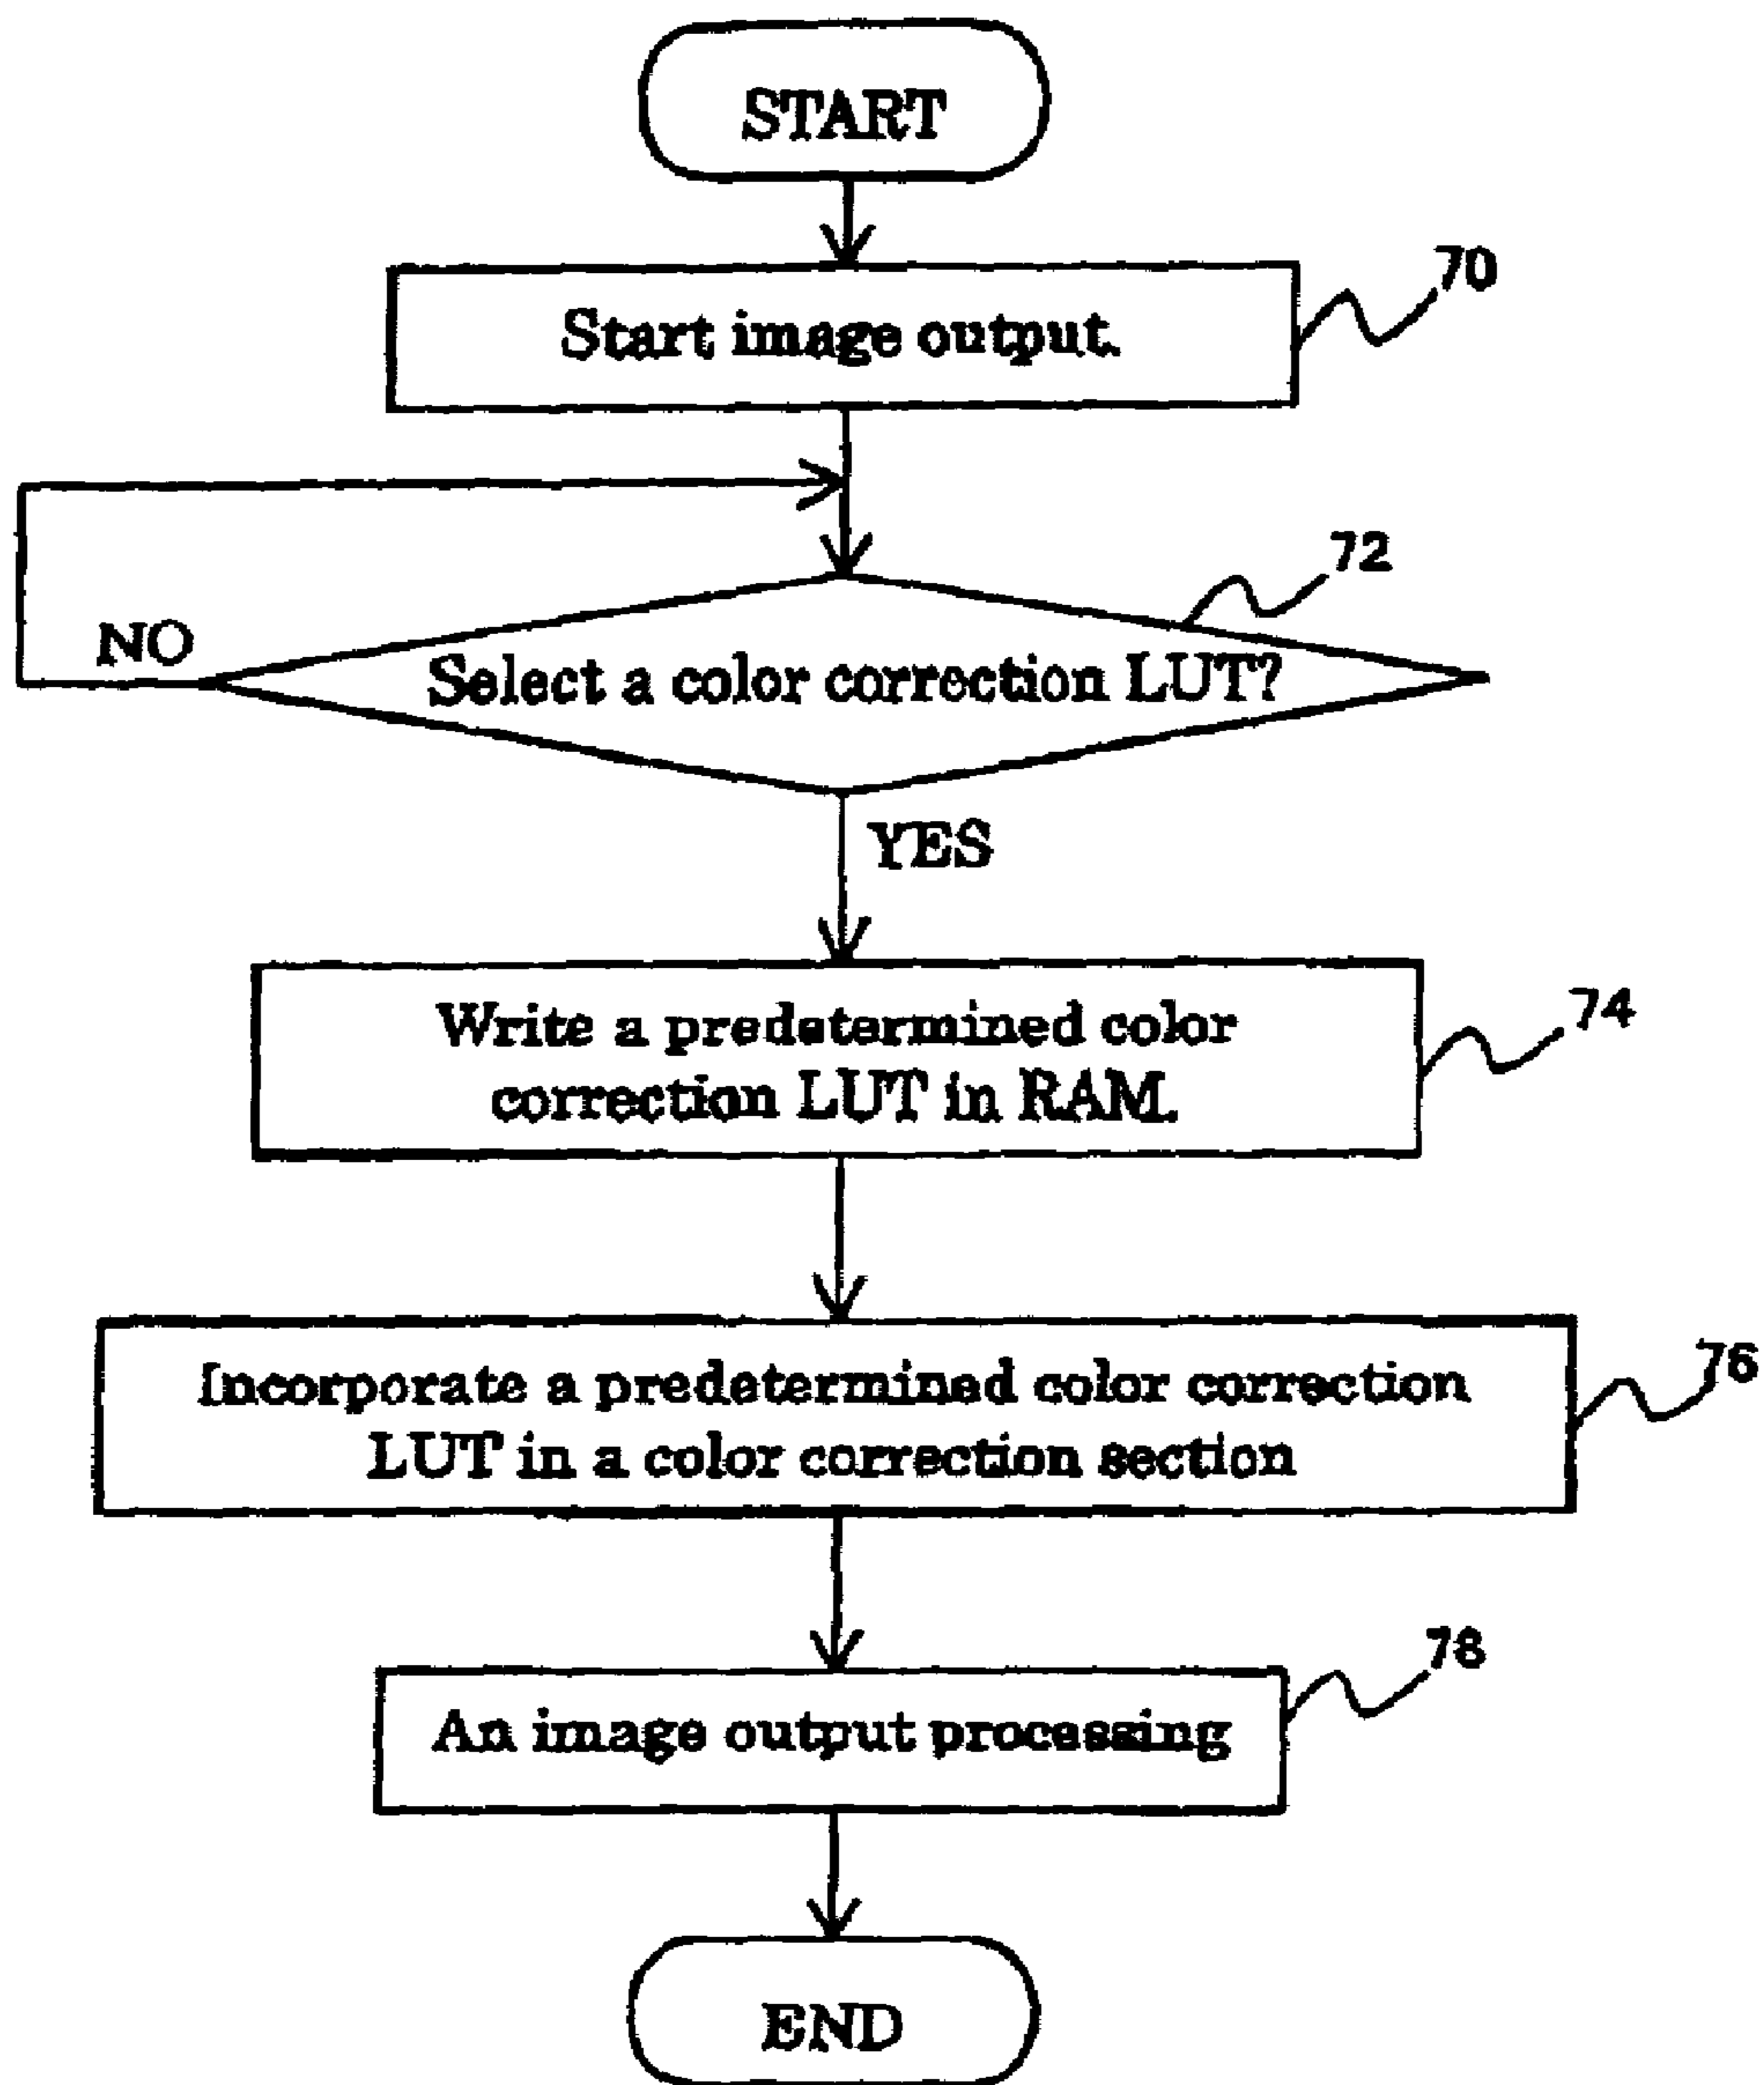 START
Start image output.
70
72
NO
Select a color correction LUT?
YES
Write a predetermined color
correction LUT in RAM.
74
Incorporate a predetermined color correction
LUT in a color correction section
76
An image output processing
78
END